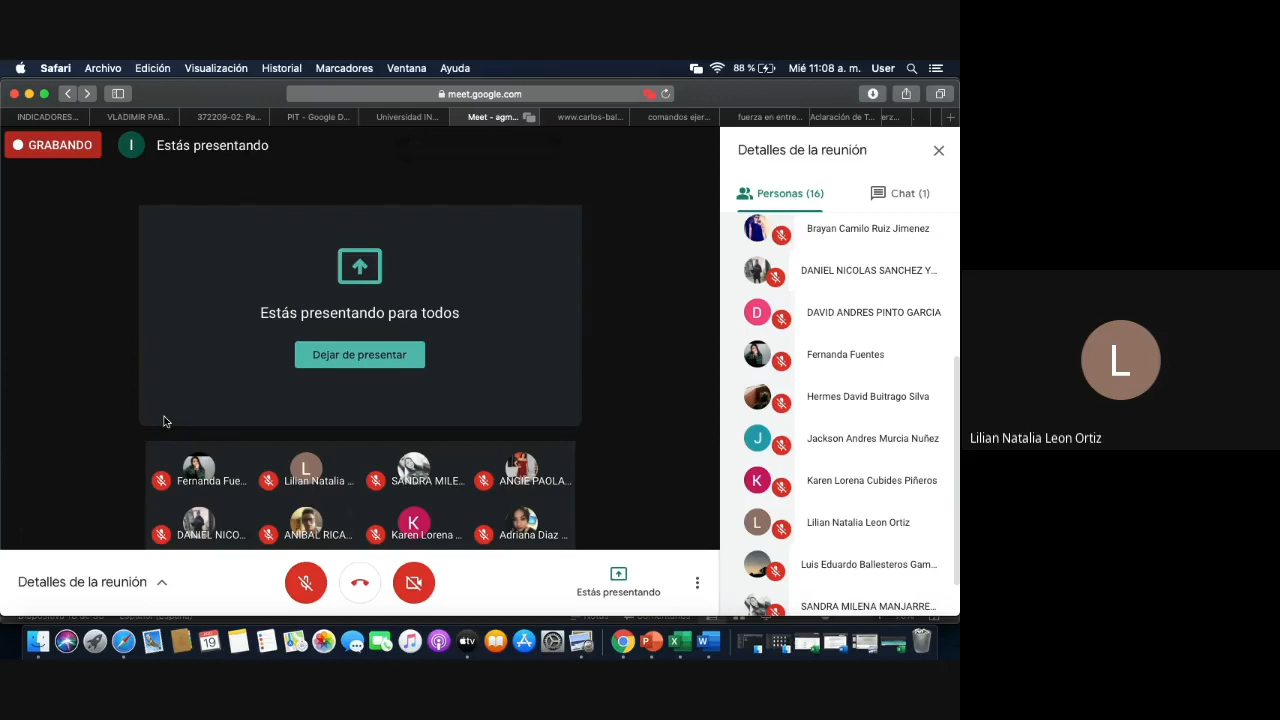 Safari Archivo Edición Visualización Historial Marcadores Ventana Ayuda 88 % Mié 11:08 a. m. User
meet.google.com
INDICADORES... VLADIMIR PAB... 372209-02: Pa... PIT - Google D... Universidad IN... Meet - agm... www.carlos-bal... comandos ejer... fuerza en entre... Aclaración de T... erz...
GRABANDO I Estás presentando
Detalles de la reunión
Personas (16) Chat (1)
Estás presentando para todos
Dejar de presentar
Brayan Camilo Ruiz Jimenez
DANIEL NICOLAS SANCHEZ Y...
D DAVID ANDRES PINTO GARCIA
Fernanda Fuentes
Hermes David Buitrago Silva
J Jackson Andres Murcia Nuñez
K Karen Lorena Cubides Piñeros
L Lilian Natalia Leon Ortiz
Luis Eduardo Ballesteros Gam...
SANDRA MILENA MANJARRE...
Fernanda Fue... L Lilian Natalia ... SANDRA MILE... ANGIE PAOLA...
DANIEL NICO... ANIBAL RICA... K Karen Lorena ... Adriana Diaz ...
Detalles de la reunión
Estás presentando
19
tv
L
Lilian Natalia Leon Ortiz